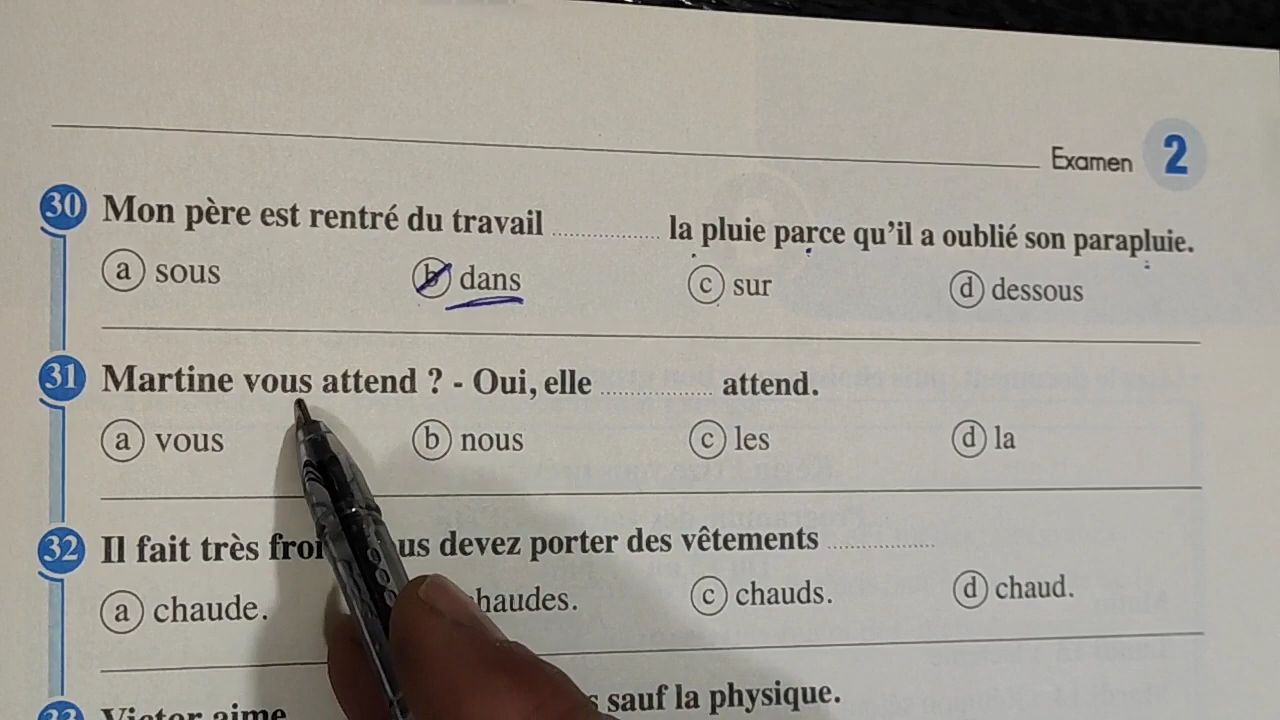 Examen 2
30 Mon père est rentré du travail .................. la pluie parce qu'il a oublié son parapluie.
a sous b dans c sur d dessous
31 Martine vous attend ? - Oui, elle .................. attend.
a vous b nous c les d la
32 Il fait très us devez porter des vêtements ..................
a chaude. haudes. c chauds. d chaud.
sauf la physique.
Victor aime